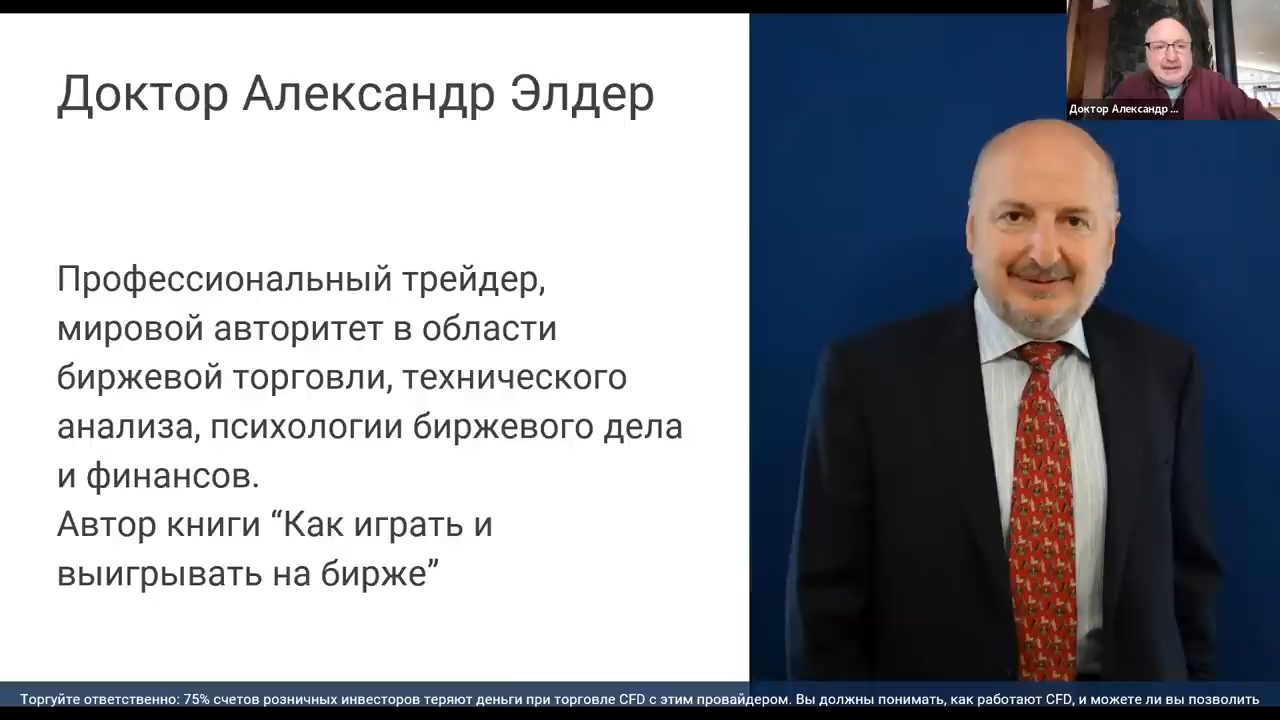 Доктор Александр Элдер
Доктор Александр ...
Профессиональный трейдер,
мировой авторитет в области
биржевой торговли, технического
анализа, психологии биржевого дела
и финансов.
Автор книги “Как играть и
выигрывать на бирже”
Торгуйте ответственно: 75% счетов розничных инвесторов теряют деньги при торговле CFD с этим провайдером. Вы должны понимать, как работают CFD, и можете ли вы позволить